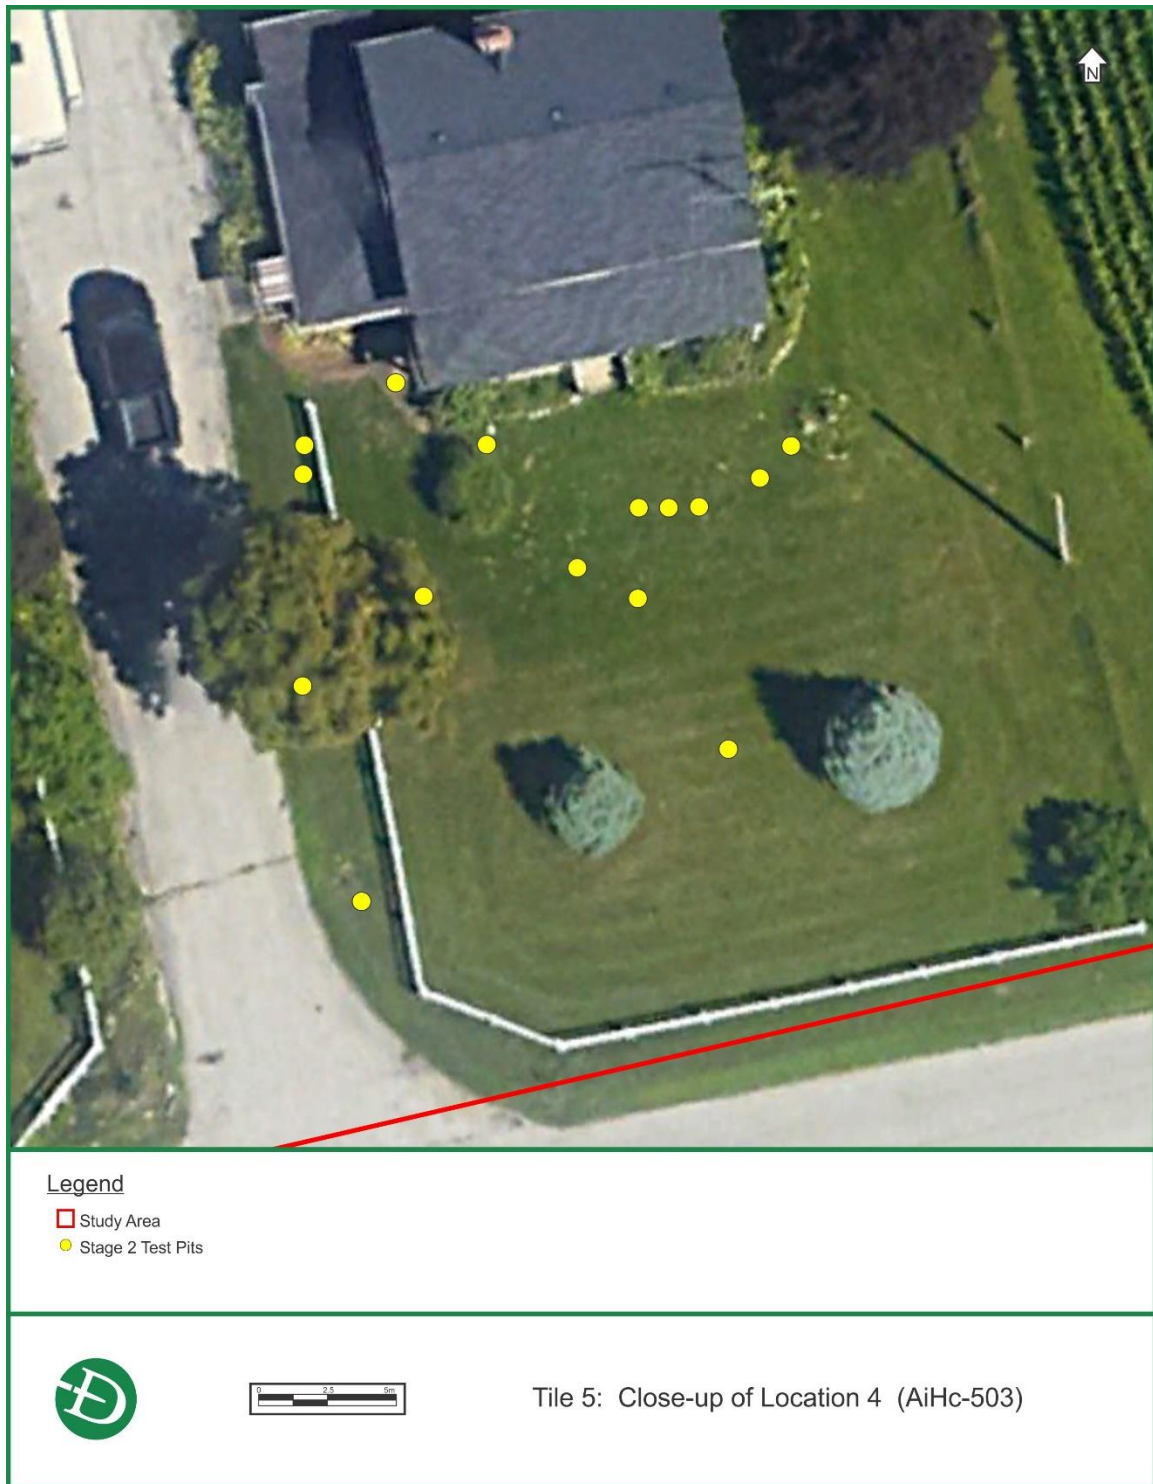 N
Legend
Study Area
Stage 2 Test Pits
D
0 2.5 5m
Tile 5: Close-up of Location 4 (AiHc-503)